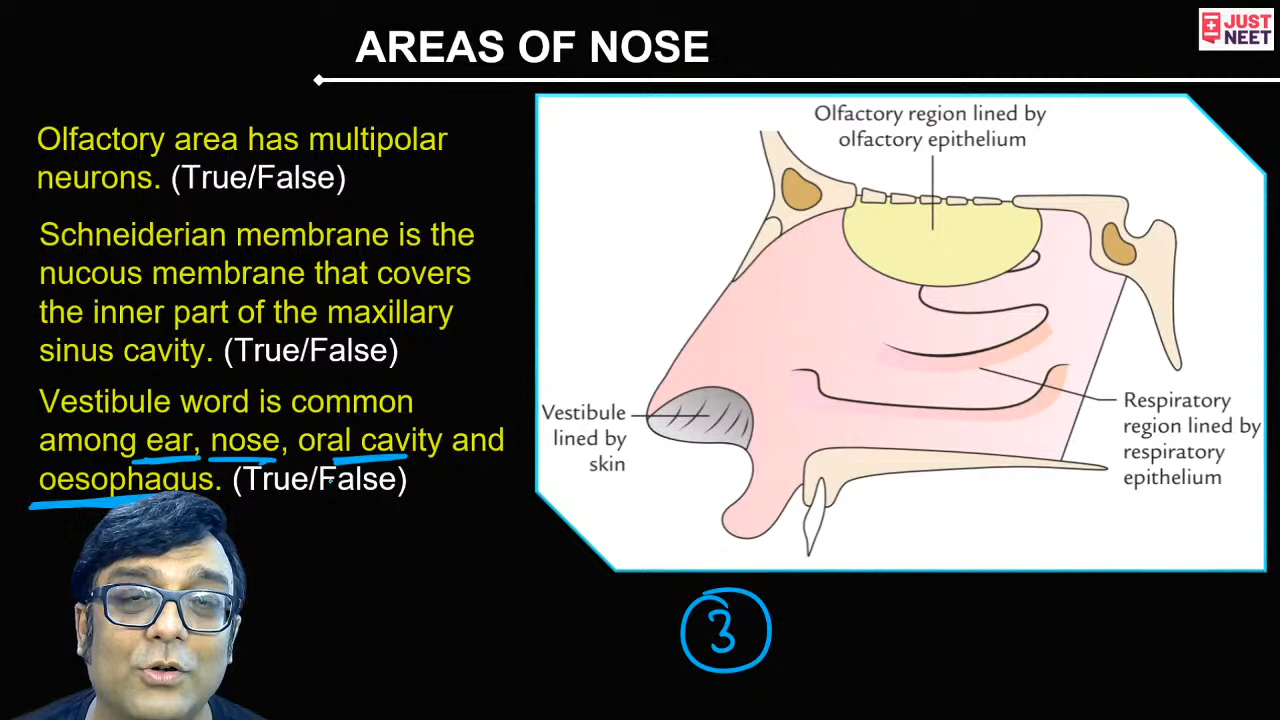 AREAS OF NOSE
JUST
NEET
Olfactory area has multipolar
neurons. (True/False)
Schneiderian membrane is the
nucous membrane that covers
the inner part of the maxillary
sinus cavity. (True/False)
Vestibule word is common
among ear, nose, oral cavity and
oesophagus. (True/False)
Olfactory region lined by
olfactory epithelium
Vestibule
lined by
skin
Respiratory
region lined by
respiratory
epithelium
3